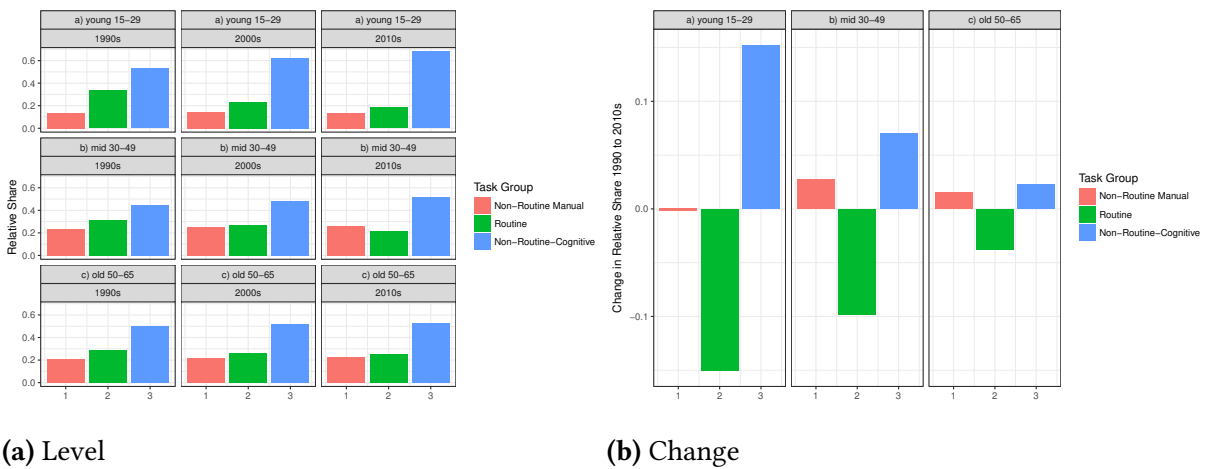 a) young 15−29 a) young 15−29 a) young 15−29
1990s 2000s 2010s
0.6
0.4
0.2
0.0
b) mid 30−49 b) mid 30−49 b) mid 30−49
1990s 2000s 2010s
0.6
0.4
0.2
0.0
c) old 50−65 c) old 50−65 c) old 50−65
1990s 2000s 2010s
0.6
0.4
0.2
0.0
1 2 3 1 2 3 1 2 3
Relative Share
Task Group
Non−Routine Manual
Routine
Non−Routine−Cognitive
(a) Level
a) young 15−29 b) mid 30−49 c) old 50−65
0.1
0.0
−0.1
1 2 3 1 2 3 1 2 3
Change in Relative Share 1990 to 2010s
Task Group
Non−Routine Manual
Routine
Non−Routine−Cognitive
(b) Change